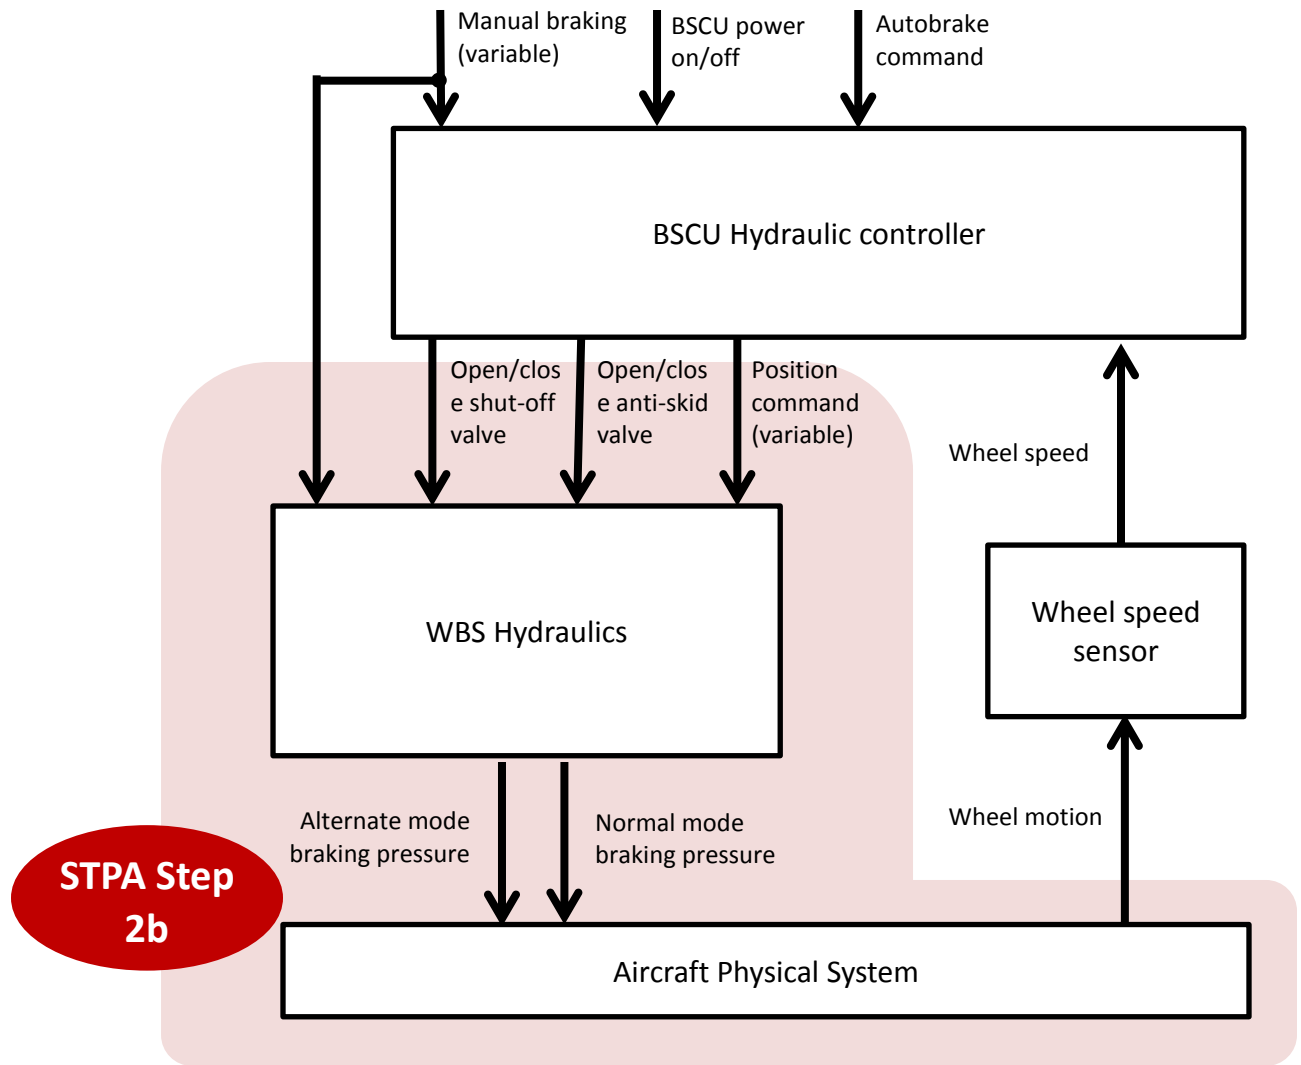 Manual braking
(variable)
BSCU power
on/off
Autobrake
command
BSCU Hydraulic controller
Open/clos
e shut-off
valve
Open/clos
e anti-skid
valve
Position
command
(variable)
Wheel speed
WBS Hydraulics
Wheel speed
sensor
Alternate mode
braking pressure
Normal mode
braking pressure
Wheel motion
STPA Step
2b
Aircraft Physical System